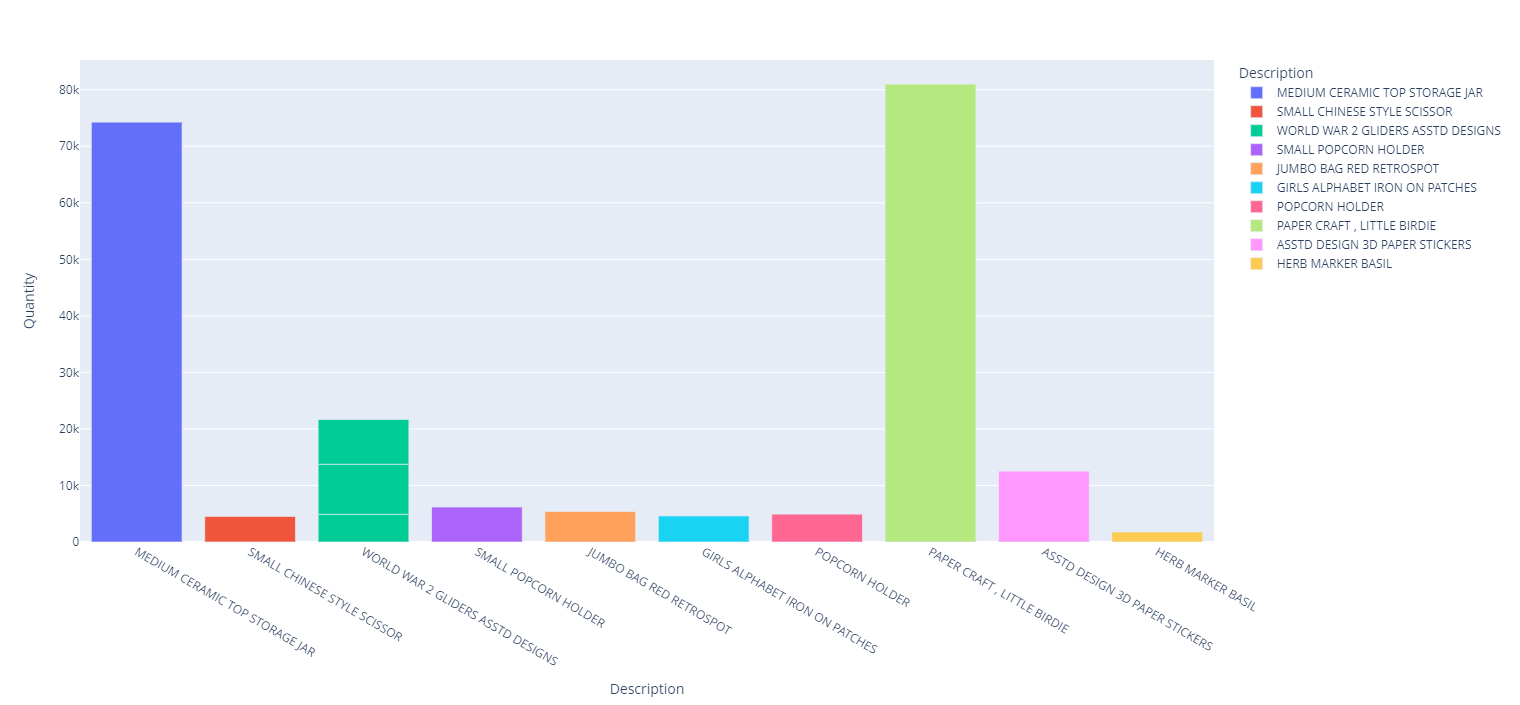 80k
70k
60k
50k
40k
30k
20k
10k
0
Quantity
MEDIUM CERAMIC TOP STORAGE JAR
SMALL CHINESE STYLE SCISSOR
WORLD WAR 2 GLIDERS ASSTD DESIGNS
SMALL POPCORN HOLDER
JUMBO BAG RED RETROSPOT
GIRLS ALPHABET IRON ON PATCHES
POPCORN HOLDER
PAPER CRAFT , LITTLE BIRDIE
ASSTD DESIGN 3D PAPER STICKERS
HERB MARKER BASIL
Description
Description
MEDIUM CERAMIC TOP STORAGE JAR
SMALL CHINESE STYLE SCISSOR
WORLD WAR 2 GLIDERS ASSTD DESIGNS
SMALL POPCORN HOLDER
JUMBO BAG RED RETROSPOT
GIRLS ALPHABET IRON ON PATCHES
POPCORN HOLDER
PAPER CRAFT , LITTLE BIRDIE
ASSTD DESIGN 3D PAPER STICKERS
HERB MARKER BASIL